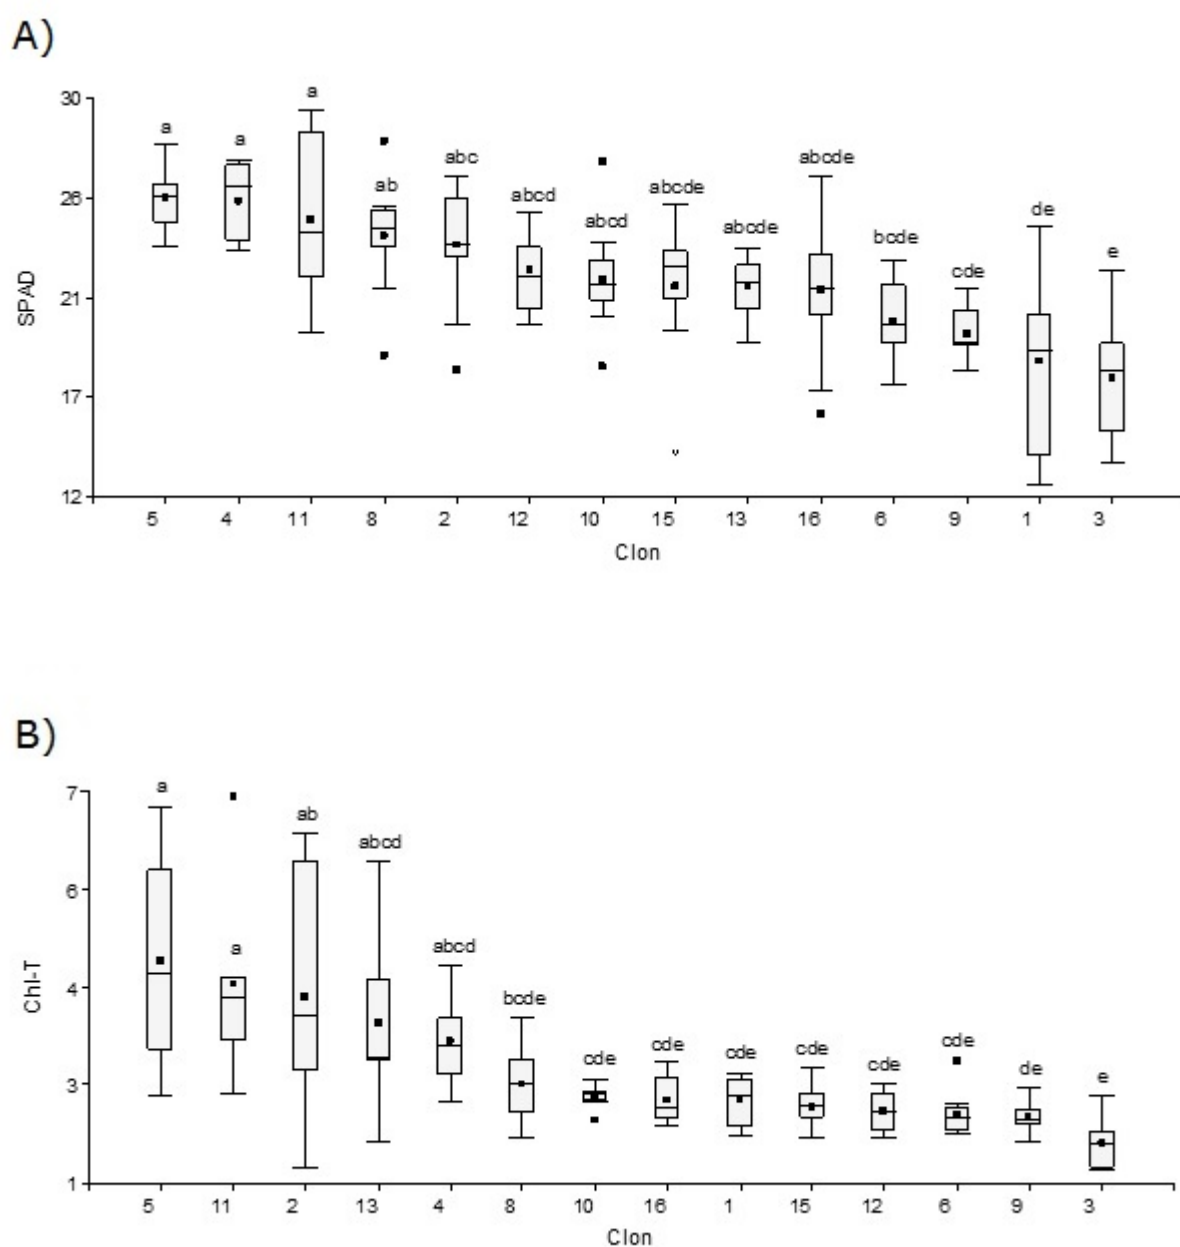 A)
30
a
a
a
abc
abcde
ab
abcde
26
abcd
abcd
abcde
bcde
de
cde
e
SPAD
21
17
12
5 4 11 8 2 12 10 15 13 16 6 9 1 3
Clon
B)
7
a
ab
abcd
6
a
abcd
Chl-T
4
bcde
cde
cde
cde
cde
cde
cde
de
e
3
1
5 11 2 13 4 8 10 16 1 15 12 6 9 3
Clon